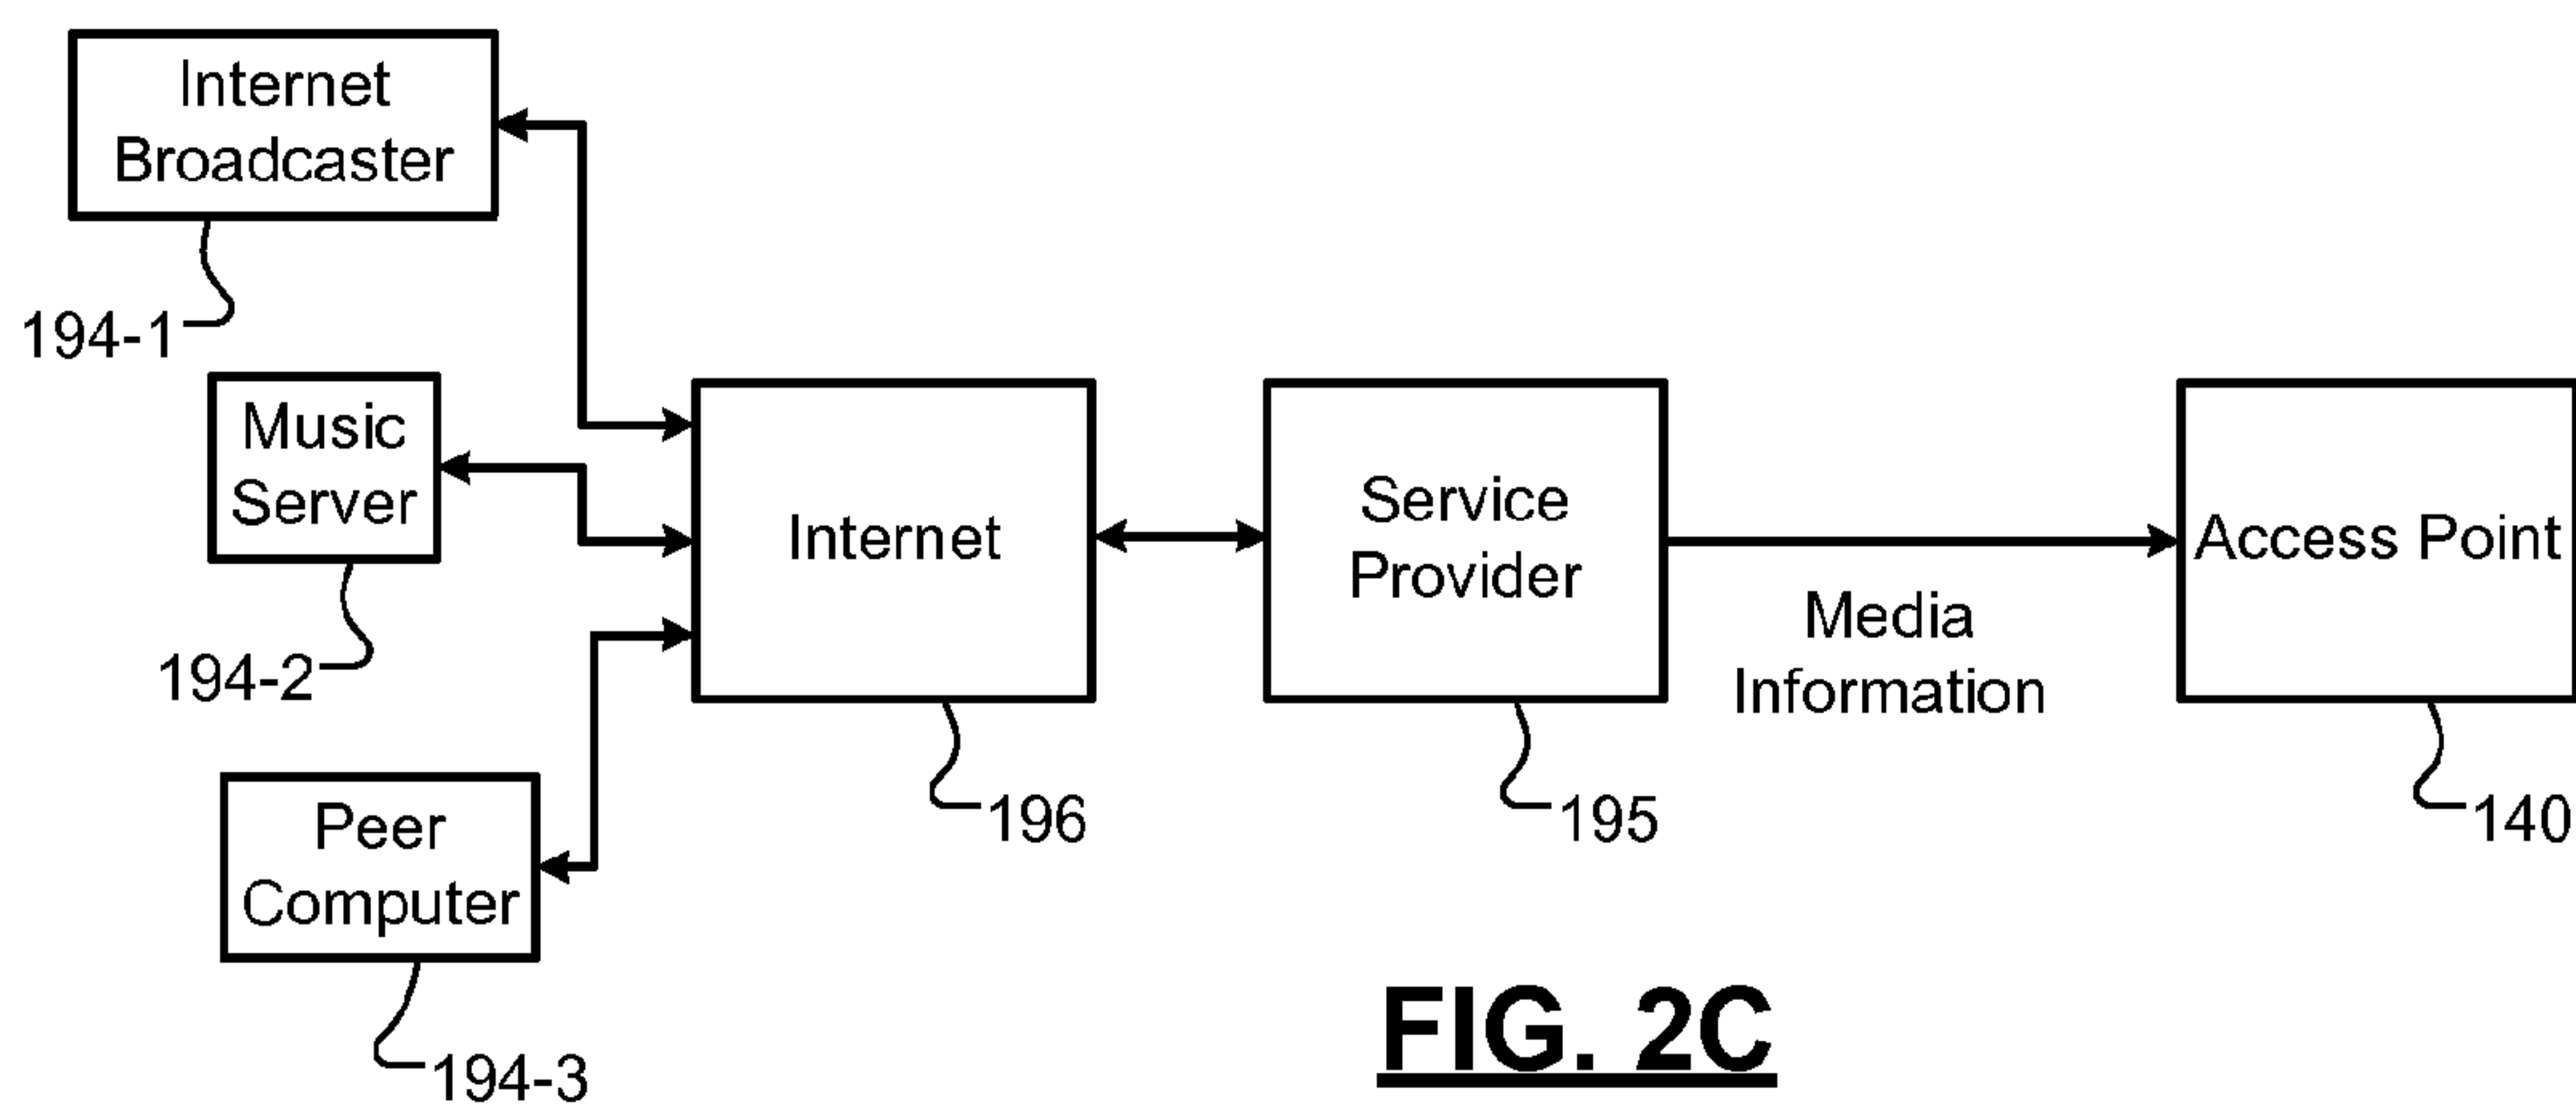 Internet
Broadcaster
194-1
Music
Server
194-2
Peer
Computer
194-3
Internet
196
Service
Provider
195
Media
Information
Access Point
140
FIG. 2C